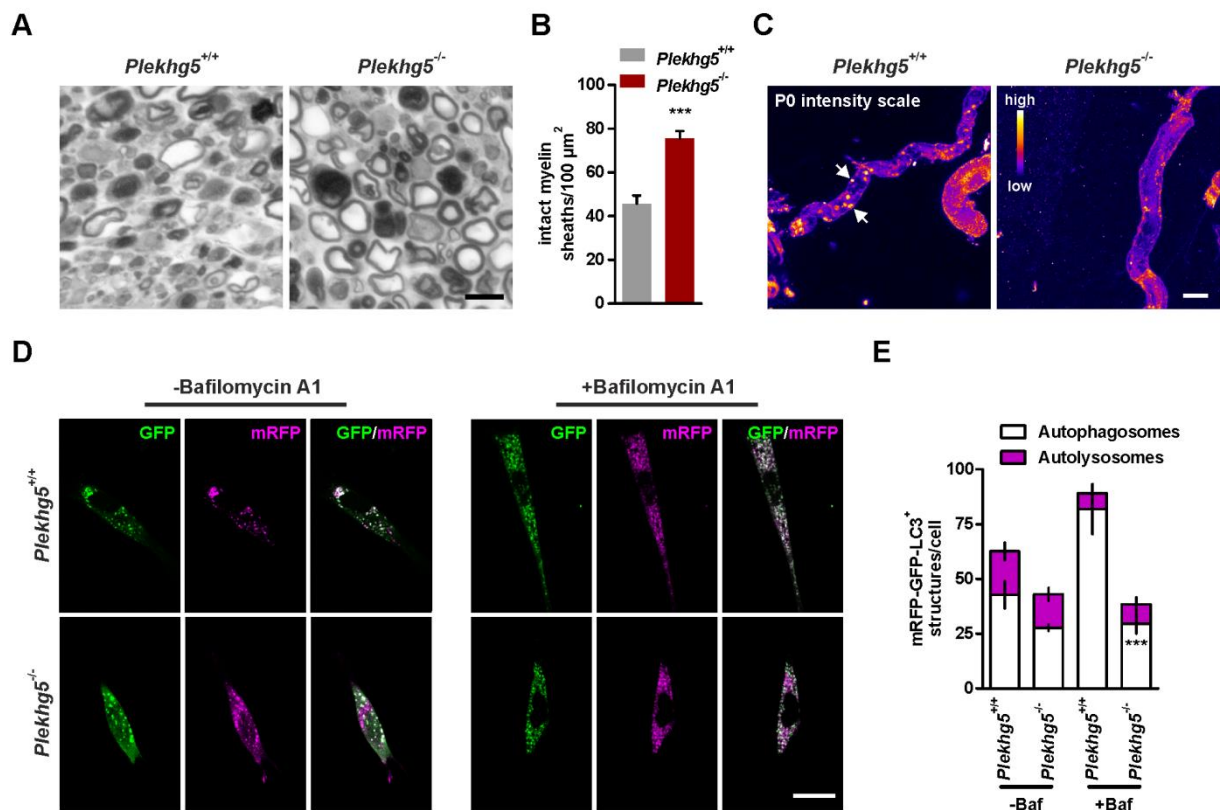 A
Plekhg5+/+
Plekhg5-/-
B
Plekhg5+/+
Plekhg5-/-
intact myelin
sheaths/100 µm²
100
80
60
40
20
0
***
C
Plekhg5+/+
Plekhg5-/-
P0 intensity scale
high
low
D
-Bafilomycin A1
+Bafilomycin A1
GFP
mRFP
GFP/mRFP
GFP
mRFP
GFP/mRFP
Plekhg5+/+
Plekhg5-/-
E
Autophagosomes
Autolysosomes
mRFP-GFP-LC3+
structures/cell
100
75
50
25
0
***
Plekhg5+/+
Plekhg5-/-
Plekhg5+/+
Plekhg5-/-
-Baf
+Baf